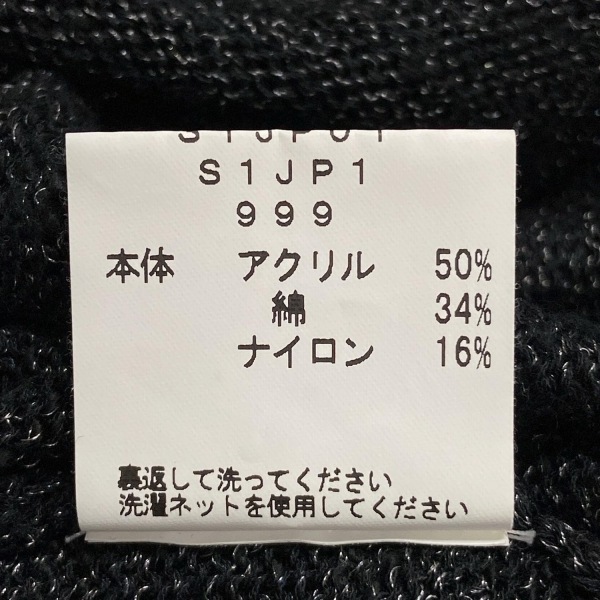 S1JP1
999
本体 アクリル 50%
綿 34%
ナイロン 16%
裏返して洗ってください
洗濯ネットを使用してください